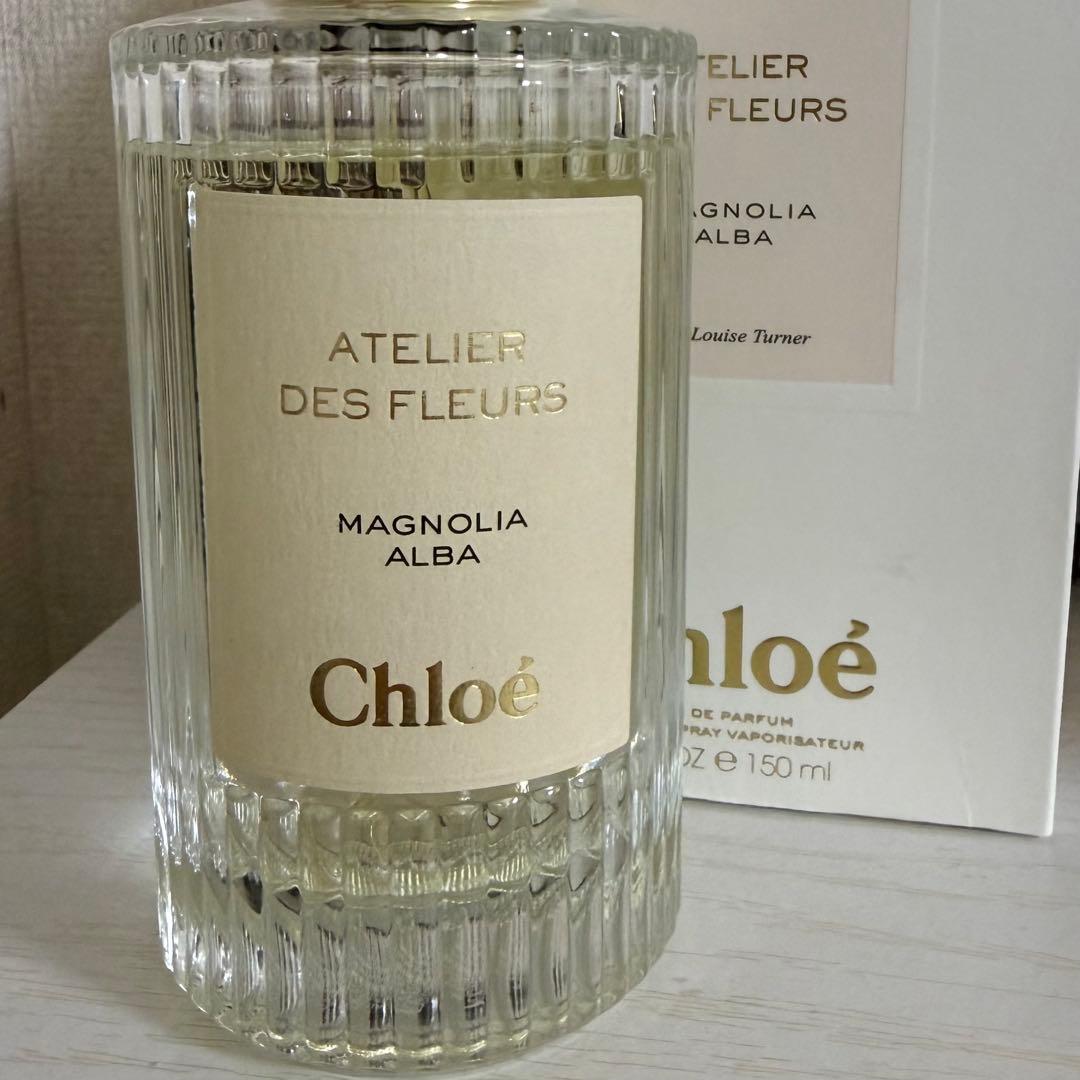 ATELIER
DES FLEURS
MAGNOLIA
ALBA
Chloé
TELIER
FLEURS
AGNOLIA
ALBA
Louise Turner
hloé
DE PARFUM
PRAY VAPORISATEUR
OZ e 150 ml